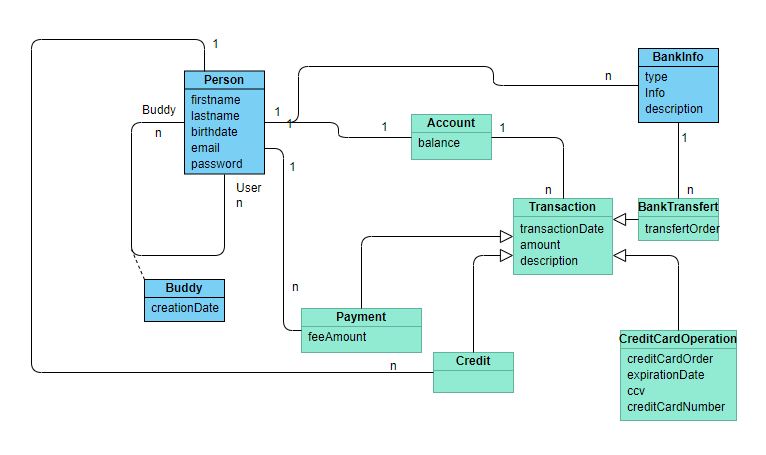 1
Person
firstname
lastname
birthdate
email
password
Buddy
n
User
n
Buddy
creationDate
1
1
1
1
Account
balance
1
n
BankInfo
type
Info
description
1
n
BankTransfert
transfertOrder
n
Transaction
transactionDate
amount
description
n
Payment
feeAmount
n
Credit
CreditCardOperation
creditCardOrder
expirationDate
ccv
creditCardNumber